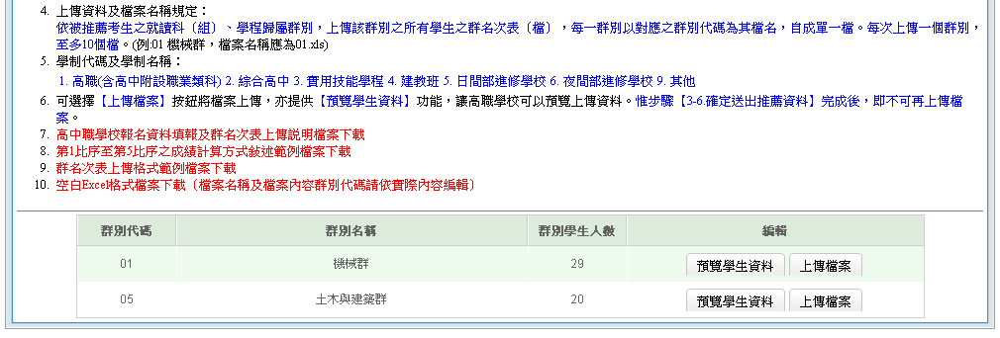 4. 上傳資料及檔案名稱規定：
依被推薦考生之就讀科〔組〕、學程歸屬群別，上傳該群別之所有學生之群名次表〔檔〕，每一群別以對應之群別代碼為其檔名，自成單一檔。每次上傳一個群別，
至多10個檔。(例:01 機械群，檔案名稱應為01.xls)
5. 學制代碼及學制名稱：
1. 高職(含高中附設職業類科) 2. 綜合高中 3. 實用技能學程 4. 建教班 5. 日間部進修學校 6. 夜間部進修學校 9. 其他
6. 可選擇【上傳檔案】按鈕將檔案上傳，亦提供【預覽學生資料】功能，讓高職學校可以預覽上傳資料。惟步驟【3-6.確定送出推薦資料】完成後，即不可再上傳檔
案。
7. 高中職學校報名資料填報及群名次表上傳說明檔案下載
8. 第1比序至第5比序之成績計算方式敍述範例檔案下載
9. 群名次表上傳格式範例檔案下載
10. 空白Excel格式檔案下載〔檔案名稱及檔案內容群別代碼請依實際內容編輯〕
群別代碼 群別名稱 群別學生人數 編輯
01 機械群 29 預覽學生資料 上傳檔案
05 土木與建築群 20 預覽學生資料 上傳檔案